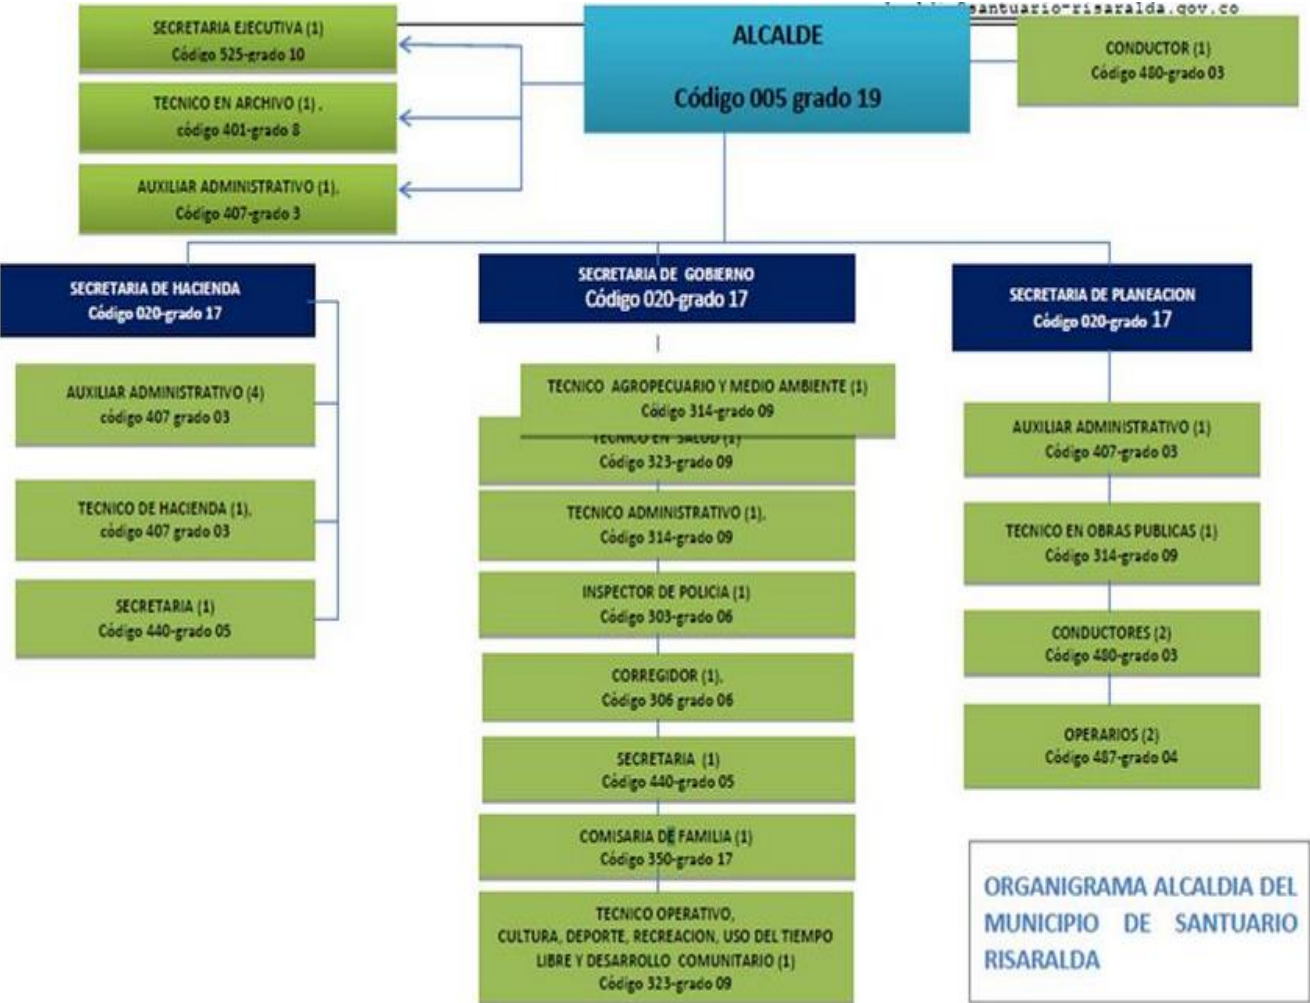 santuario-risaralda.gov.co
SECRETARIA EJECUTIVA (1)
Código 525-grado 10
TECNICO EN ARCHIVO (1) ,
código 401-grado 8
AUXILIAR ADMINISTRATIVO (1),
Código 407-grado 3
ALCALDE
Código 005 grado 19
CONDUCTOR (1)
Código 480-grado 03
SECRETARIA DE HACIENDA
Código 020-grado 17
AUXILIAR ADMINISTRATIVO (4)
código 407 grado 03
TECNICO DE HACIENDA (1),
código 407 grado 03
SECRETARIA (1)
Código 440-grado 05
SECRETARIA DE GOBIERNO
Código 020-grado 17
TECNICO AGROPECUARIO Y MEDIO AMBIENTE (1)
Código 314-grado 09
TECNICO EN SALUD (1)
Código 323-grado 09
TECNICO ADMINISTRATIVO (1),
Código 314-grado 09
INSPECTOR DE POLICIA (1)
Código 303-grado 06
CORREGIDOR (1),
Código 306 grado 06
SECRETARIA (1)
Código 440-grado 05
COMISARIA DE FAMILIA (1)
Código 350-grado 17
TECNICO OPERATIVO,
CULTURA, DEPORTE, RECREACION, USO DEL TIEMPO
LIBRE Y DESARROLLO COMUNITARIO (1)
Código 323-grado 09
SECRETARIA DE PLANEACION
Código 020-grado 17
AUXILIAR ADMINISTRATIVO (1)
Código 407-grado 03
TECNICO EN OBRAS PUBLICAS (1)
Código 314-grado 09
CONDUCTORES (2)
Código 480-grado 03
OPERARIOS (2)
Código 487-grado 04
ORGANIGRAMA ALCALDIA DEL
MUNICIPIO DE SANTUARIO
RISARALDA